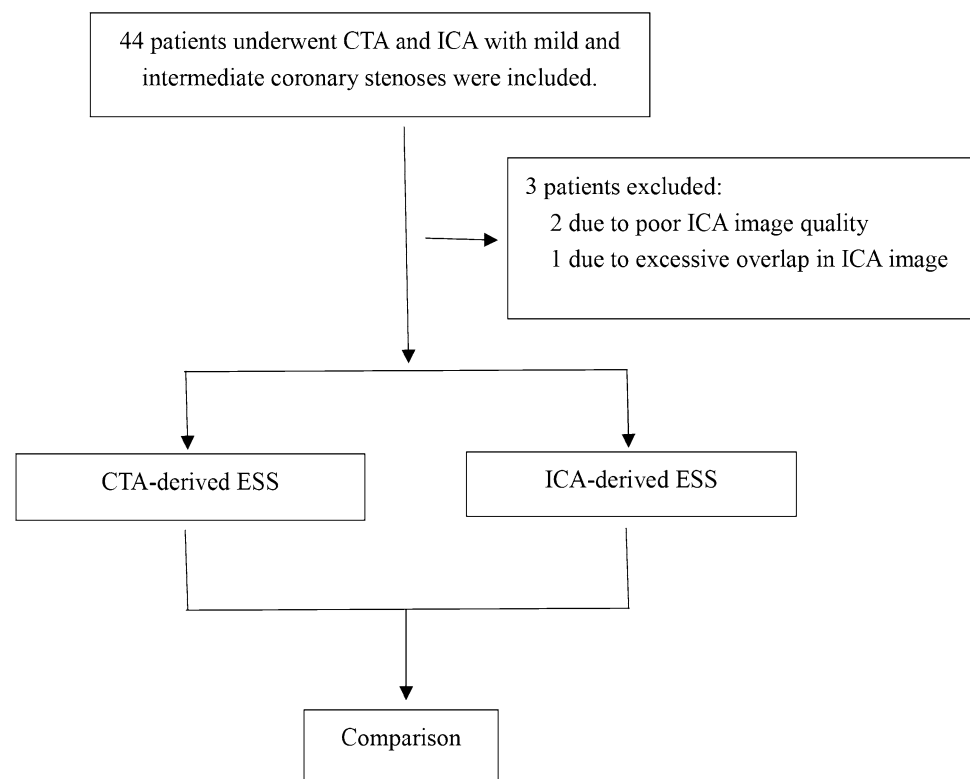 44 patients underwent CTA and ICA with mild and
intermediate coronary stenoses were included.
3 patients excluded:
2 due to poor ICA image quality
1 due to excessive overlap in ICA image
CTA-derived ESS
ICA-derived ESS
Comparison